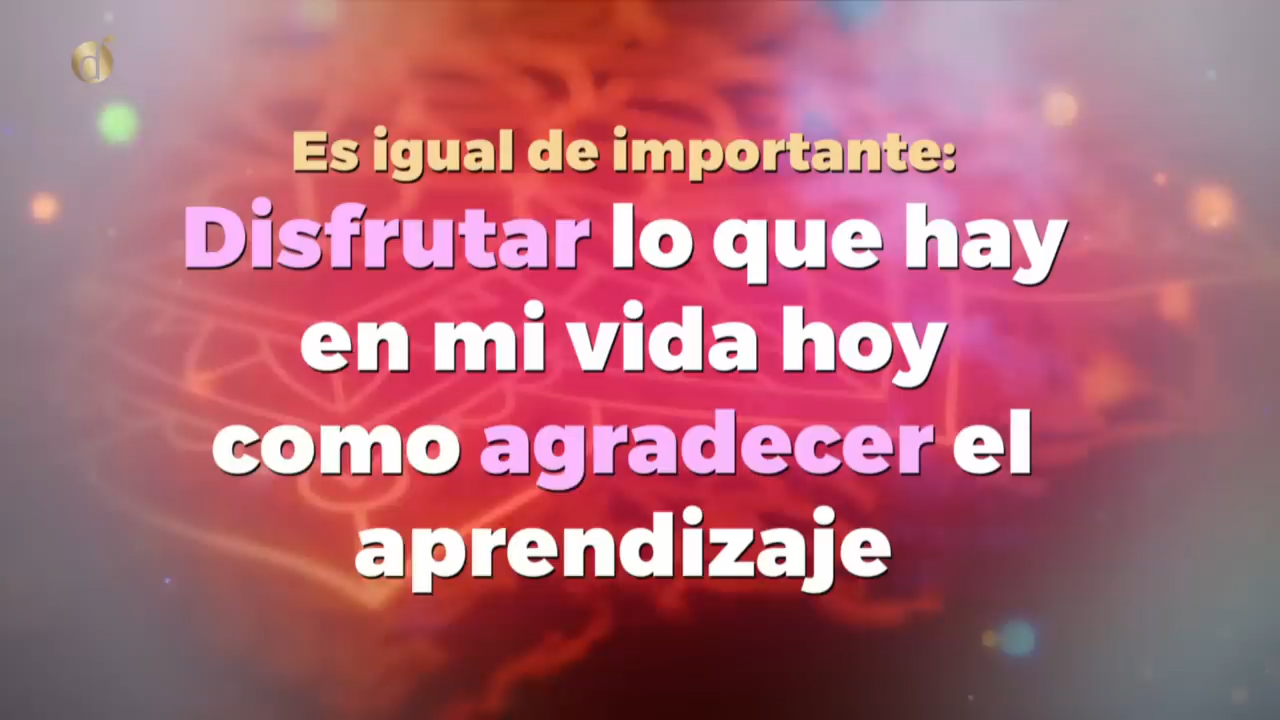 Es igual de importante:
Disfrutar lo que hay
en mi vida hoy
como agradecer el
aprendizaje